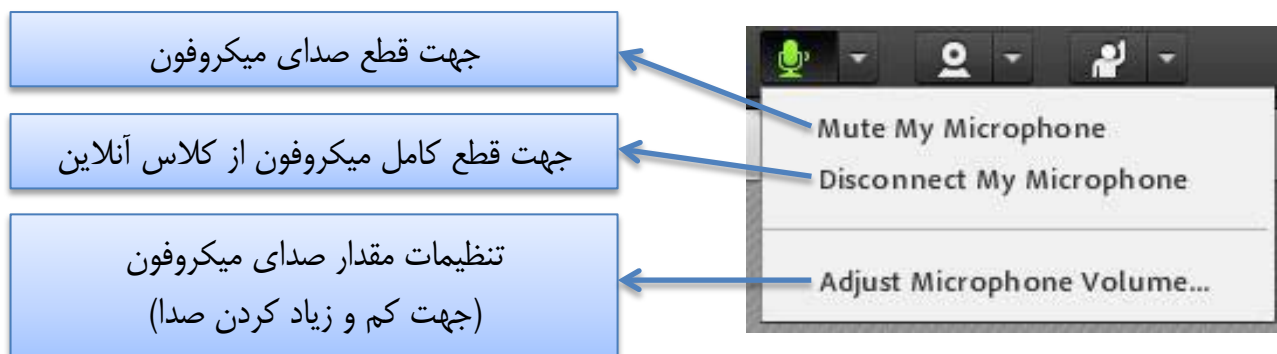 جهت قطع صدای میکروفون
جهت قطع کامل میکروفون از کلاس آنلاین
تنظیمات مقدار صدای میکروفون
(جهت کم و زیاد کردن صدا)
Mute My Microphone
Disconnect My Microphone
Adjust Microphone Volume...